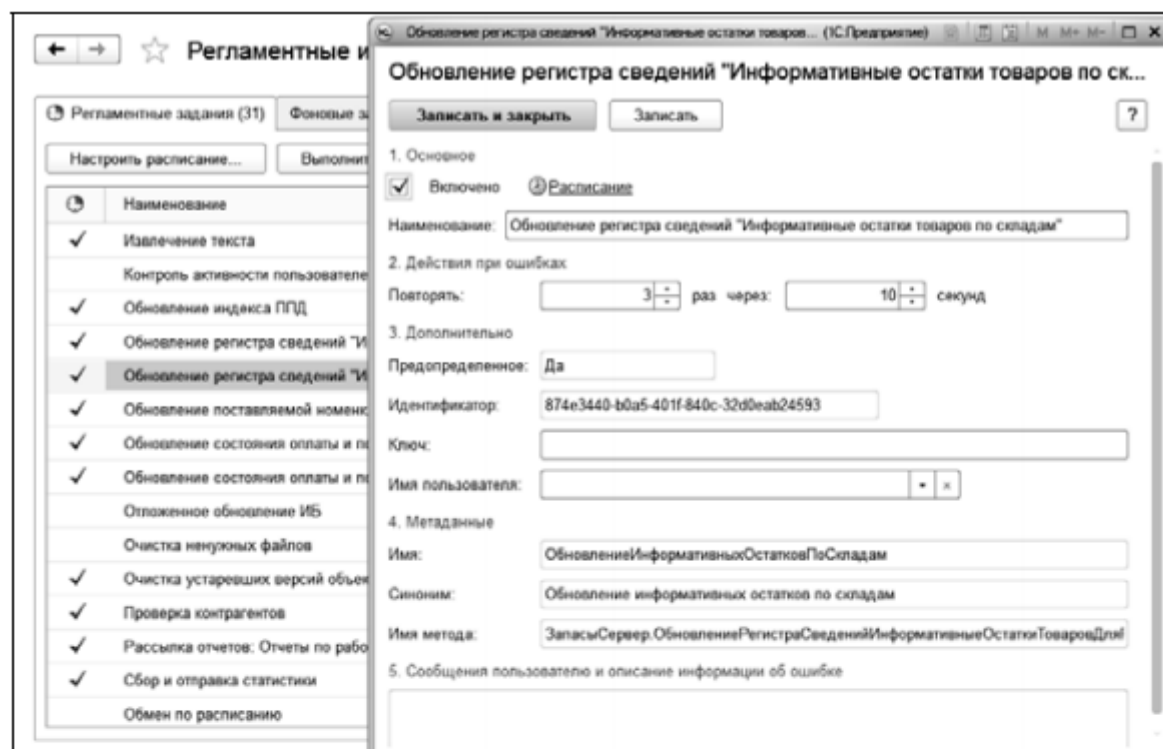 Регламентные и
Регламентные задания (31) Фоновые з
Настроить расписание... Выполнит
Наименование
Извлечение текста
Контроль активности пользователе
Обновление индекса ППД
Обновление регистра сведений "И
Обновление регистра сведений "И
Обновление поставляемой номенк
Обновление состояния оплаты и по
Обновление состояния оплаты и по
Отложенное обновление ИБ
Очистка ненужных файлов
Очистка устаревших версий объек
Проверка контрагентов
Рассылка отчетов: Отчеты по рабо
Сбор и отправка статистики
Обмен по расписанию
Обновление регистра сведений "Информативные остатки товаров... (1С:Предприятие) M M+ M-
Обновление регистра сведений "Информативные остатки товаров по ск...
Записать и закрыть Записать ?
1. Основное
Включено Расписание
Наименование: Обновление регистра сведений "Информативные остатки товаров по складам"
2. Действия при ошибках
Повторять: 3 раз через: 10 секунд
3. Дополнительно
Предопределенное: Да
Идентификатор: 874e3440-b0a5-401f-840c-32d0eab24593
Ключ:
Имя пользователя:
4. Метаданные
Имя: ОбновлениеИнформативныхОстатковПоСкладам
Синоним: Обновление информативных остатков по складам
Имя метода: ЗапасыСервер.ОбновлениеРегистраСведенийИнформативныеОстаткиТоваровДля
5. Сообщения пользователю и описание информации об ошибке